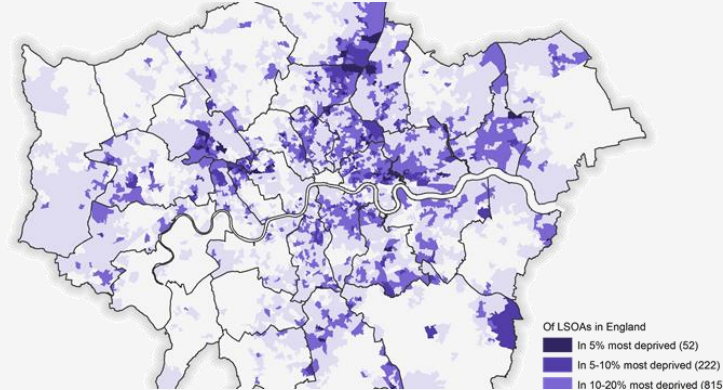 Of LSOAs in England
In 5% most deprived (52)
In 5-10% most deprived (222)
In 10-20% most deprived (815